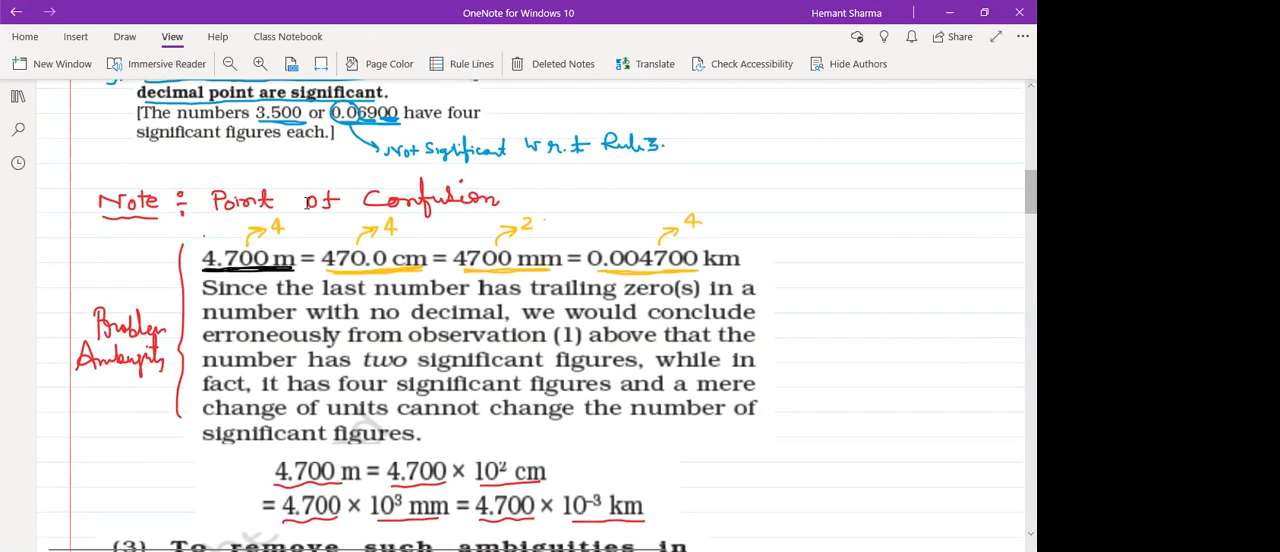 OneNote for Windows 10
Hemant Sharma
Home Insert Draw View Help Class Notebook
Share
New Window Immersive Reader Page Color Rule Lines Deleted Notes Translate Check Accessibility Hide Authors
decimal point are significant.
[The numbers 3.500 or 0.06900 have four
significant figures each.]
Not Significant w.r.t Rule 3.
Note : Point of Confusion
4 4 2 4
4.700 m = 470.0 cm = 4700 mm = 0.004700 km
Since the last number has trailing zero(s) in a
number with no decimal, we would conclude
erroneously from observation (1) above that the
number has two significant figures, while in
fact, it has four significant figures and a mere
change of units cannot change the number of
significant figures.
Problem
4.700 m = 4.700 × 10² cm
= 4.700 × 10³ mm = 4.700 × 10⁻³ km
(3) To remove such ambiguities in